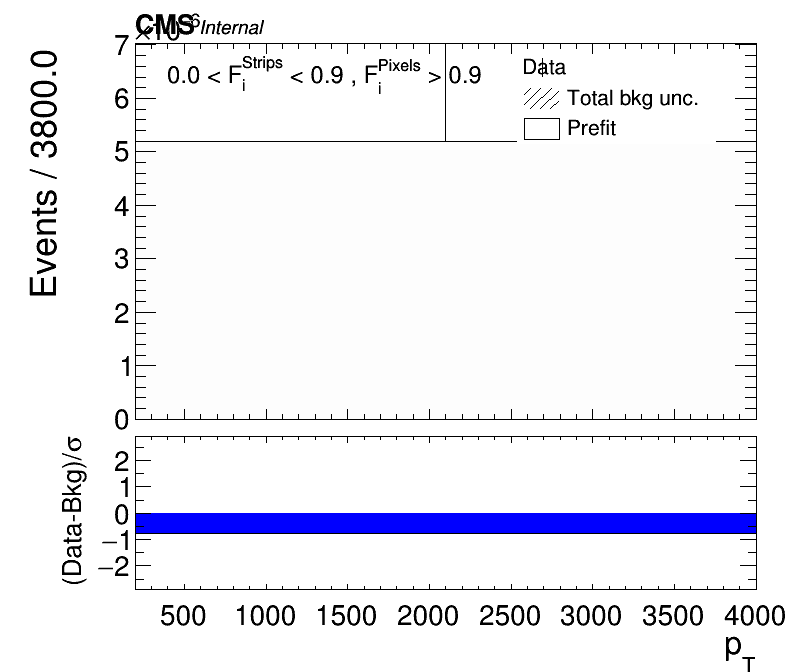 CMS Internal
×10⁻⁶
Events / 3800.0
0.0 < F_i^Strips < 0.9 , F_i^Pixels > 0.9
Data
Total bkg unc.
Prefit
7
6
5
4
3
2
1
0
(Data-Bkg)/σ
2
1
0
−1
−2
500 1000 1500 2000 2500 3000 3500 4000
p_T